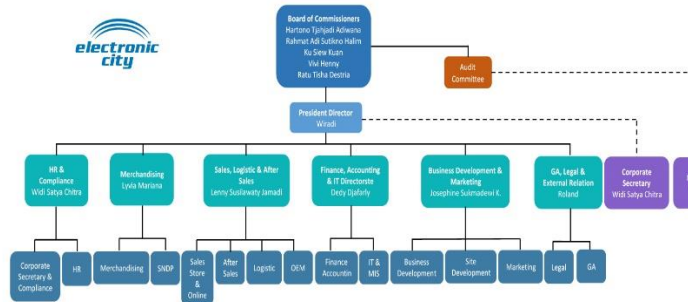 electronic
city
Board of Commissioners
Hartono Tjahjadi Adiwana
Rahmat Adi Sutikno Halim
Ku Siew Kuan
Vivi Henny
Ratu Tisha Destria
Audit
Committee
President Director
Wiradi
HR &
Compliance
Widi Satya Chitra
Merchandising
Lyvia Mariana
Sales, Logistic & After
Sales
Lenny Susilawaty Jamadi
Finance, Accounting
& IT Directorate
Dedy Djafarly
Business Development &
Marketing
Josephine Sukmadewi K.
GA, Legal &
External Relation
Roland
Corporate
Secretary
Widi Satya Chitra
Corporate
Secretary &
Compliance
HR
Merchandising
SNDP
Sales
Store
&
Online
After
Sales
Logistic
OEM
Finance
Accountin
IT &
MIS
Business
Development
Site
Development
Marketing
Legal
GA